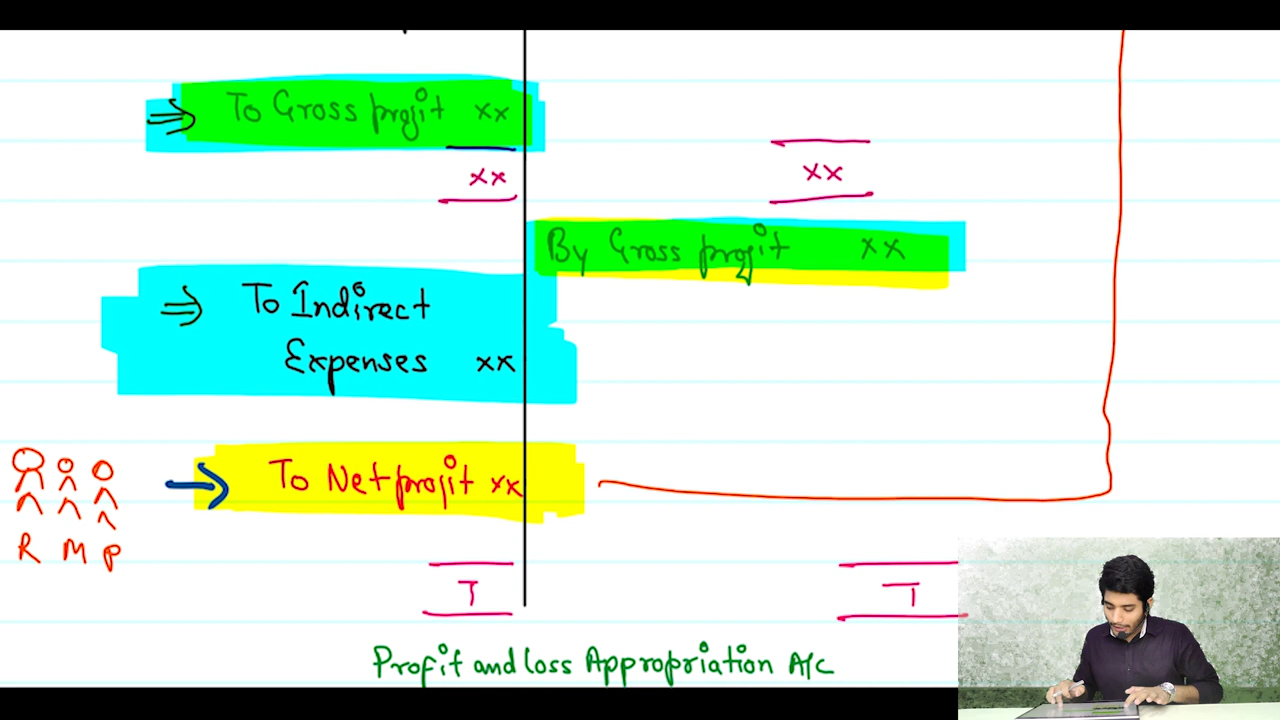 To Gross profit xx
xx
xx
By Gross profit xx
⇒ To Indirect
Expenses xx
→ To Net profit xx
R M P
T
T
Profit and loss Appropriation A/C